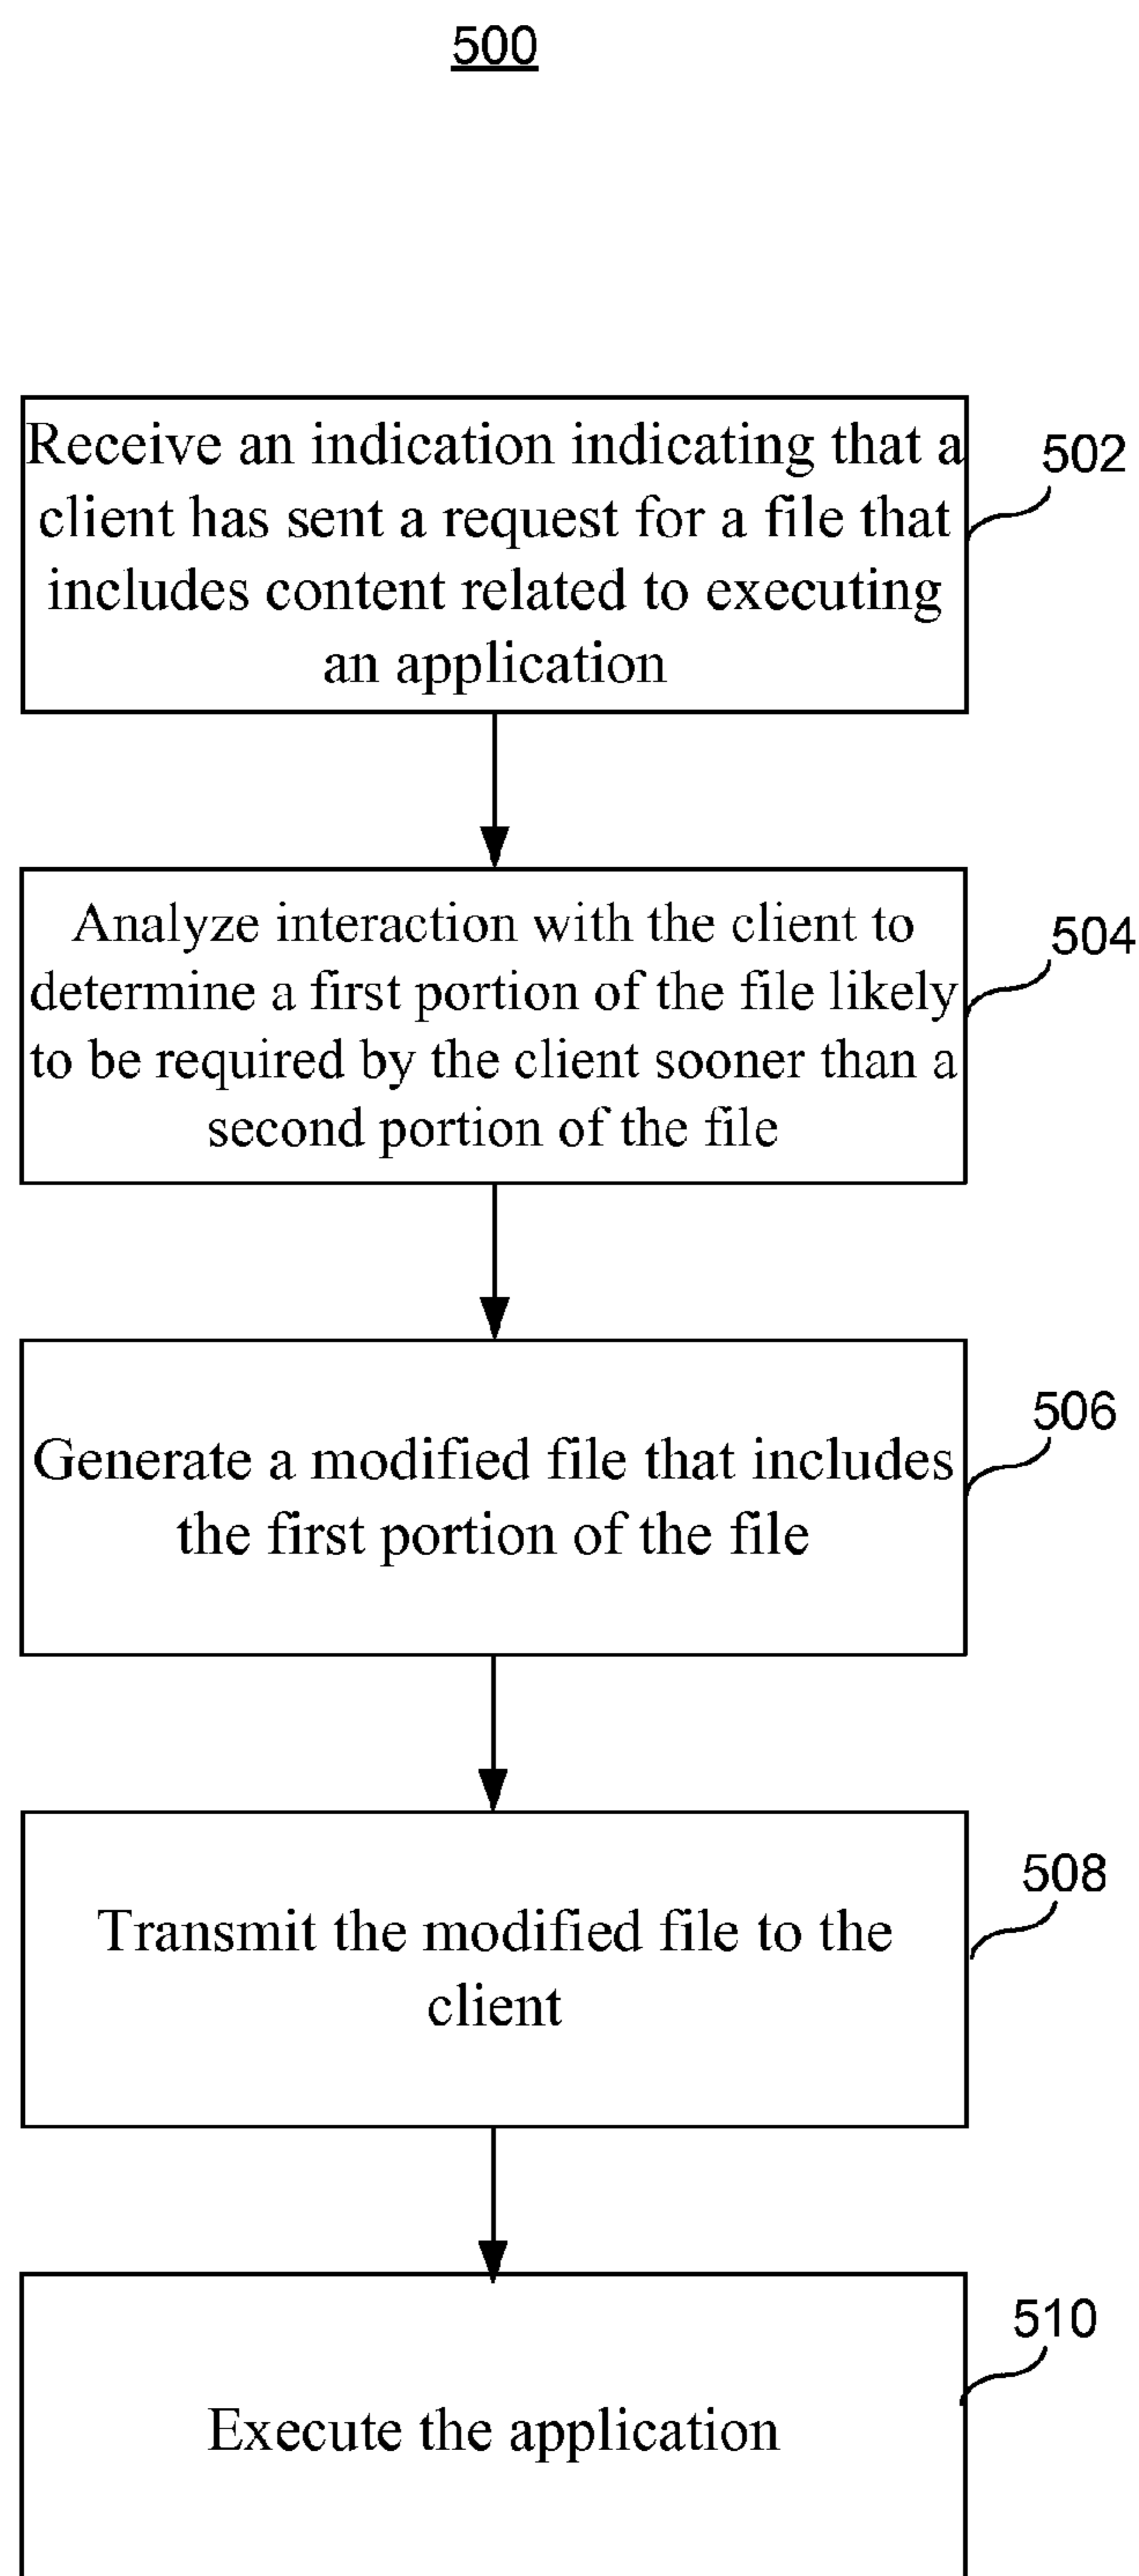 500
Receive an indication indicating that a
client has sent a request for a file that
includes content related to executing
an application
502
Analyze interaction with the client to
determine a first portion of the file likely
to be required by the client sooner than a
second portion of the file
504
Generate a modified file that includes
the first portion of the file
506
Transmit the modified file to the
client
508
Execute the application
510